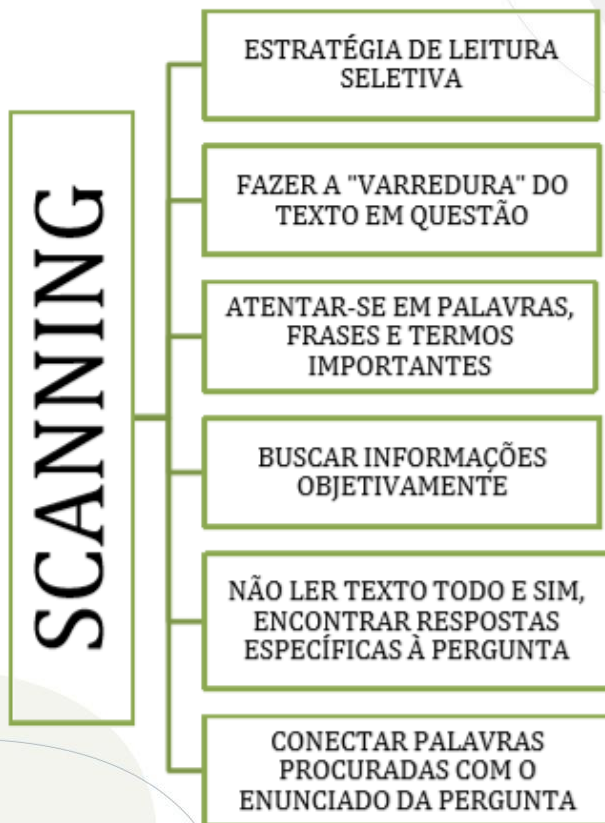 SCANNING
ESTRATÉGIA DE LEITURA
SELETIVA
FAZER A "VARREDURA" DO
TEXTO EM QUESTÃO
ATENTAR-SE EM PALAVRAS,
FRASES E TERMOS
IMPORTANTES
BUSCAR INFORMAÇÕES
OBJETIVAMENTE
NÃO LER TEXTO TODO E SIM,
ENCONTRAR RESPOSTAS
ESPECÍFICAS À PERGUNTA
CONECTAR PALAVRAS
PROCURADAS COM O
ENUNCIADO DA PERGUNTA